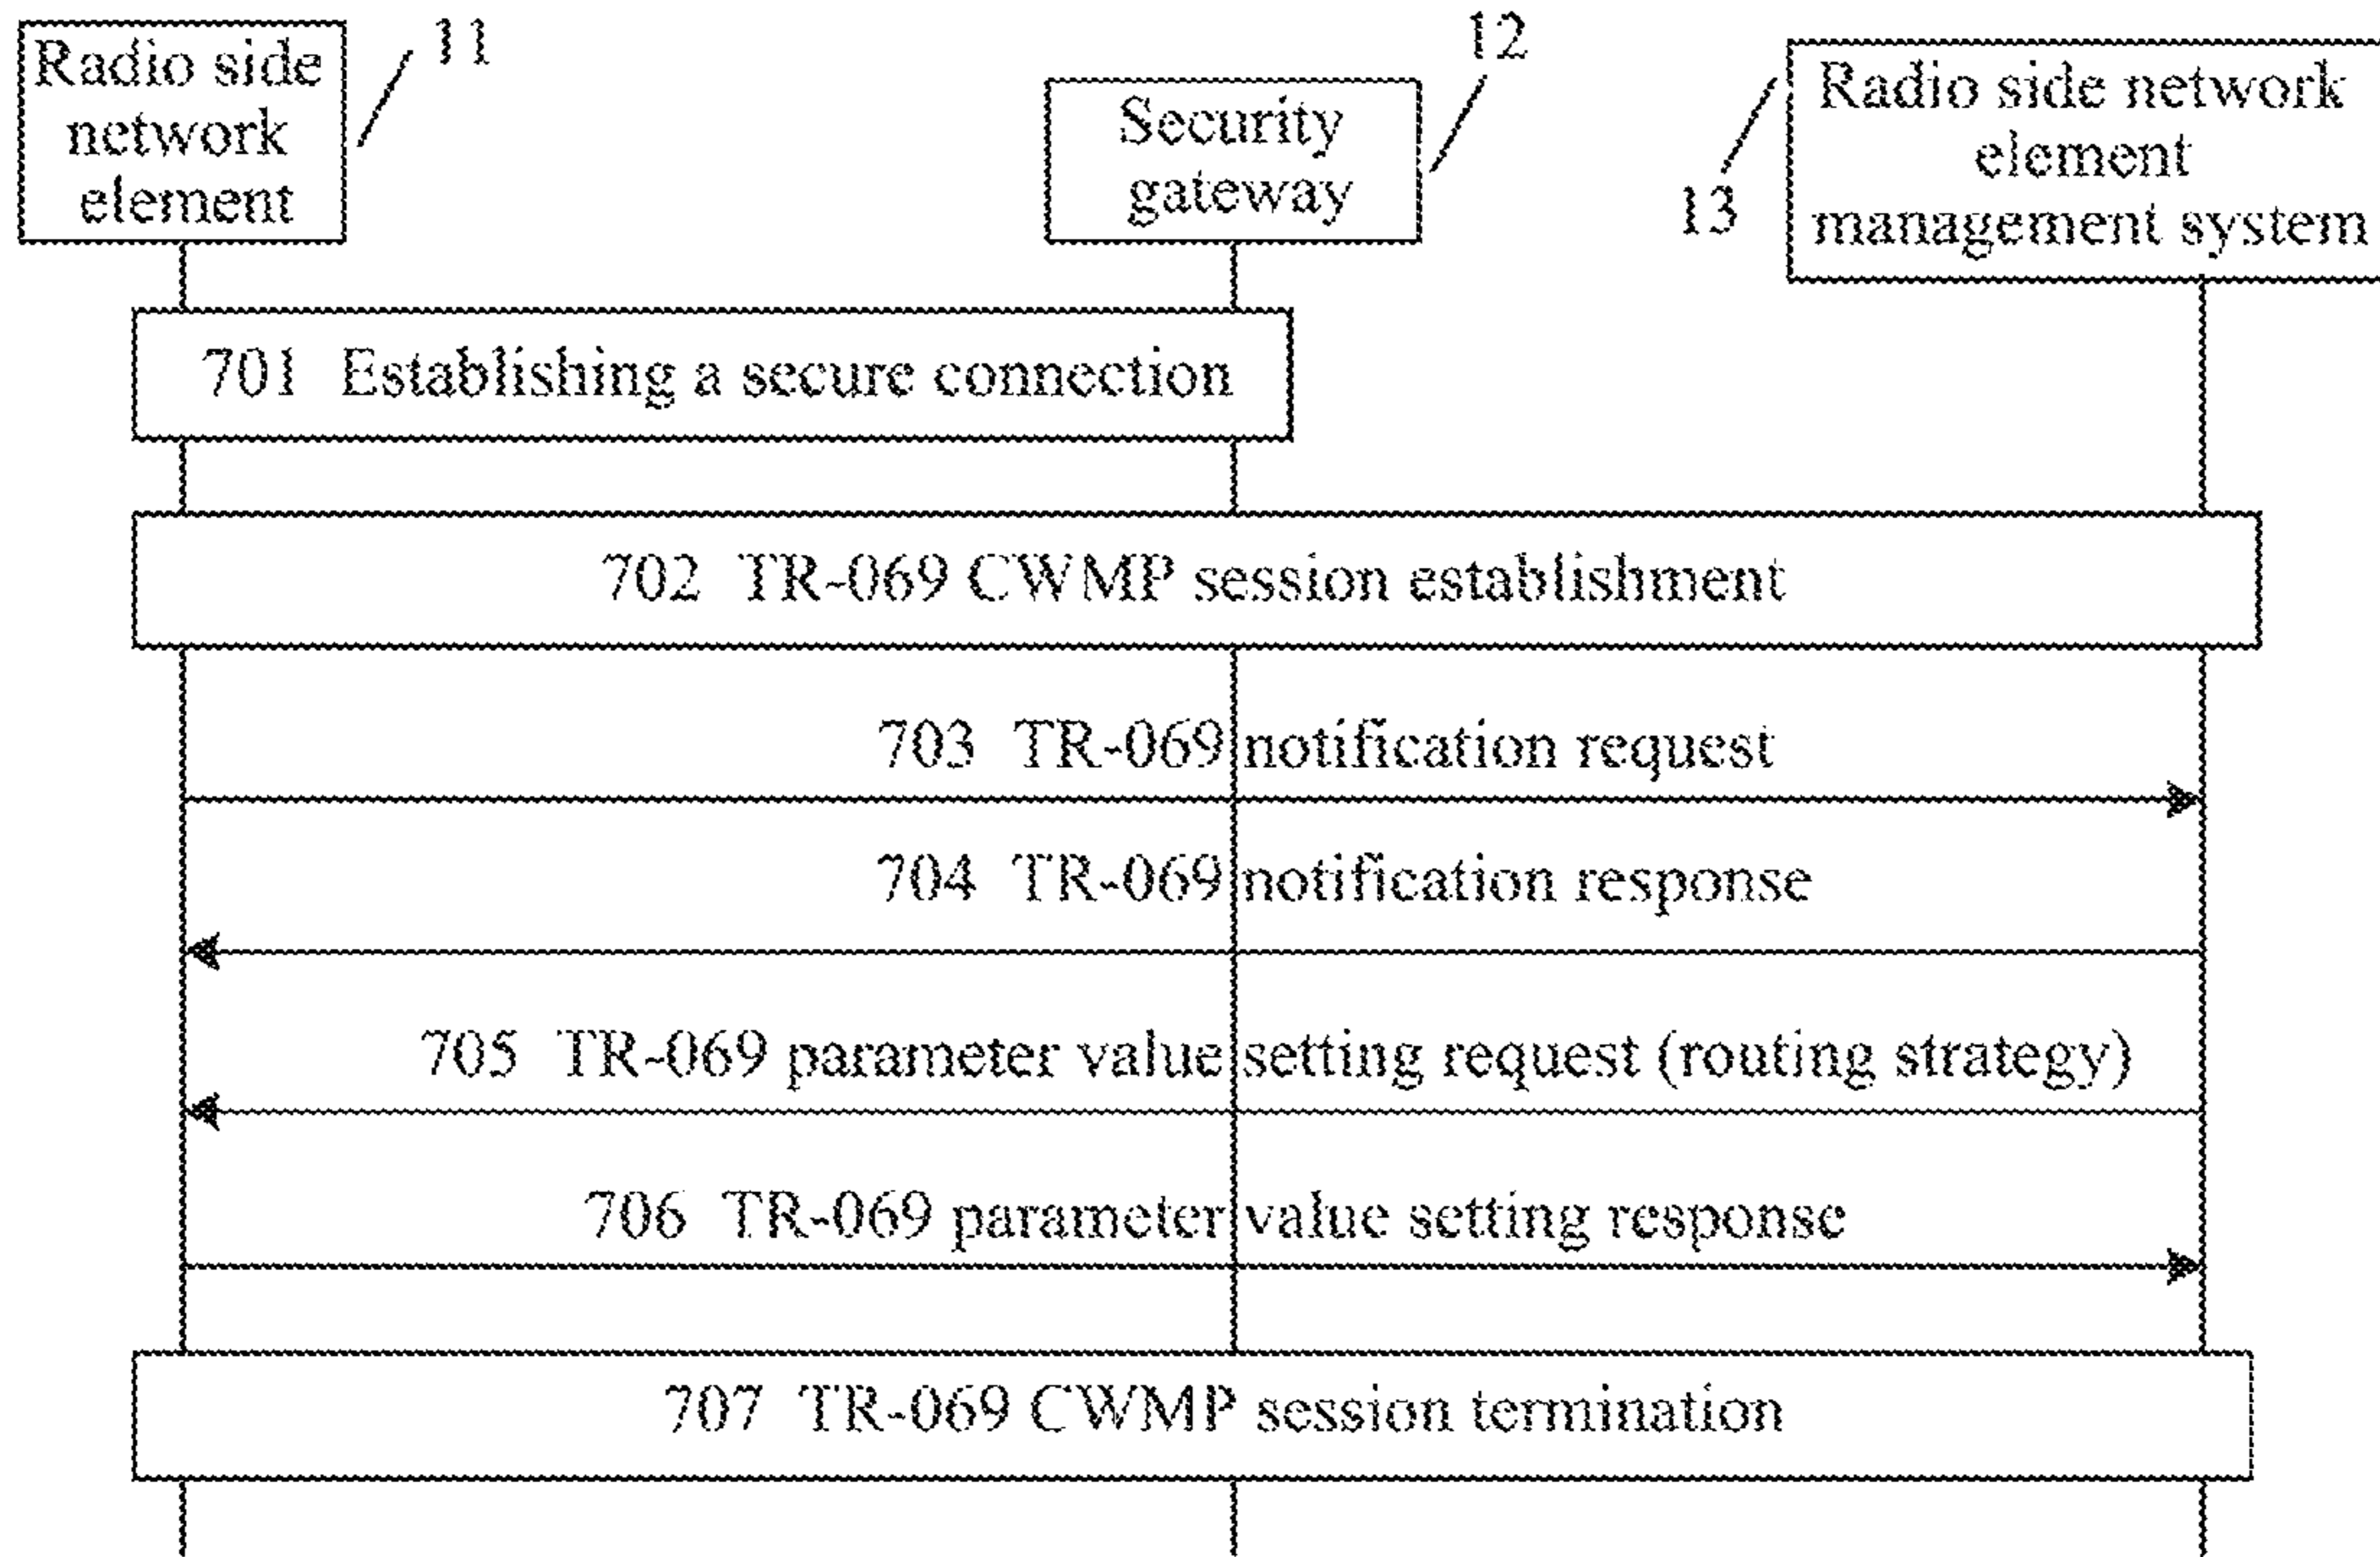 Radio side
network
element
11
Security
gateway
12
Radio side network
element
management system
13
701 Establishing a secure connection
702 TR-069 CWMP session establishment
703 TR-069 notification request
704 TR-069 notification response
705 TR-069 parameter value setting request (routing strategy)
706 TR-069 parameter value setting response
707 TR-069 CWMP session termination